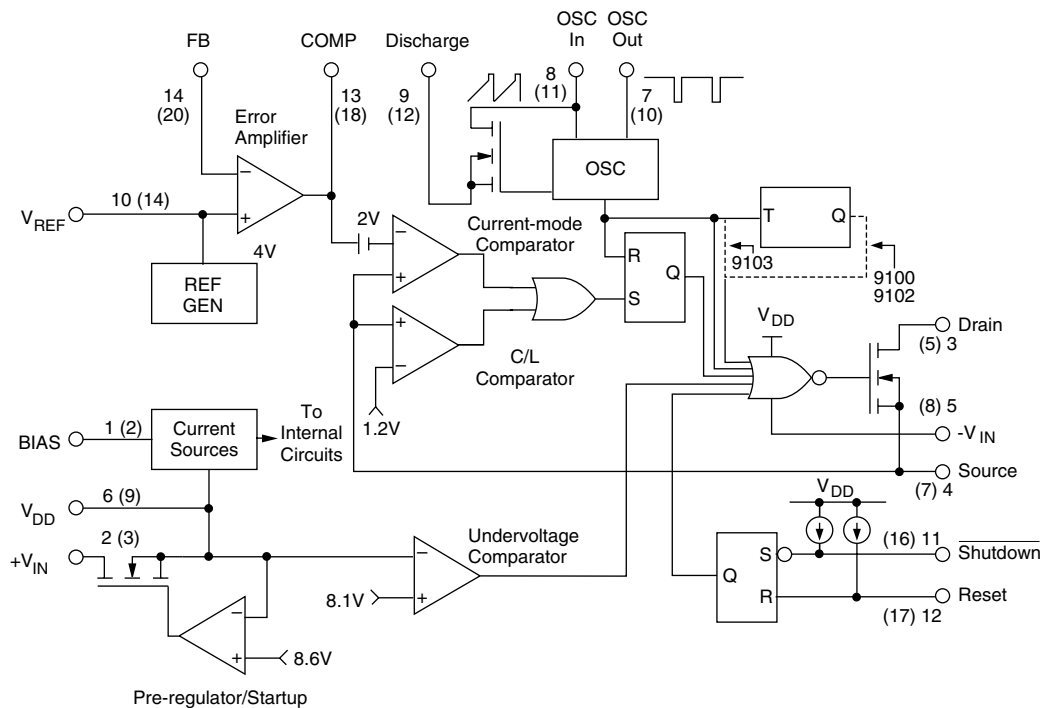 FB
COMP
Discharge
OSC
In
OSC
Out
14
(20)
13
(18)
9
(12)
8
(11)
7
(10)
Error
Amplifier
OSC
10 (14)
VREF
4V
REF
GEN
2V
Current-mode
Comparator
C/L
Comparator
1.2V
R
S
Q
T
Q
9103
9100
9102
VDD
Drain
(5) 3
(8) 5
-VIN
Source
(7) 4
BIAS
1 (2)
Current
Sources
To
Internal
Circuits
VDD
6 (9)
+VIN
2 (3)
Undervoltage
Comparator
8.1V
8.6V
Pre-regulator/Startup
VDD
Q
S
R
(16) 11
Shutdown
(17) 12
Reset